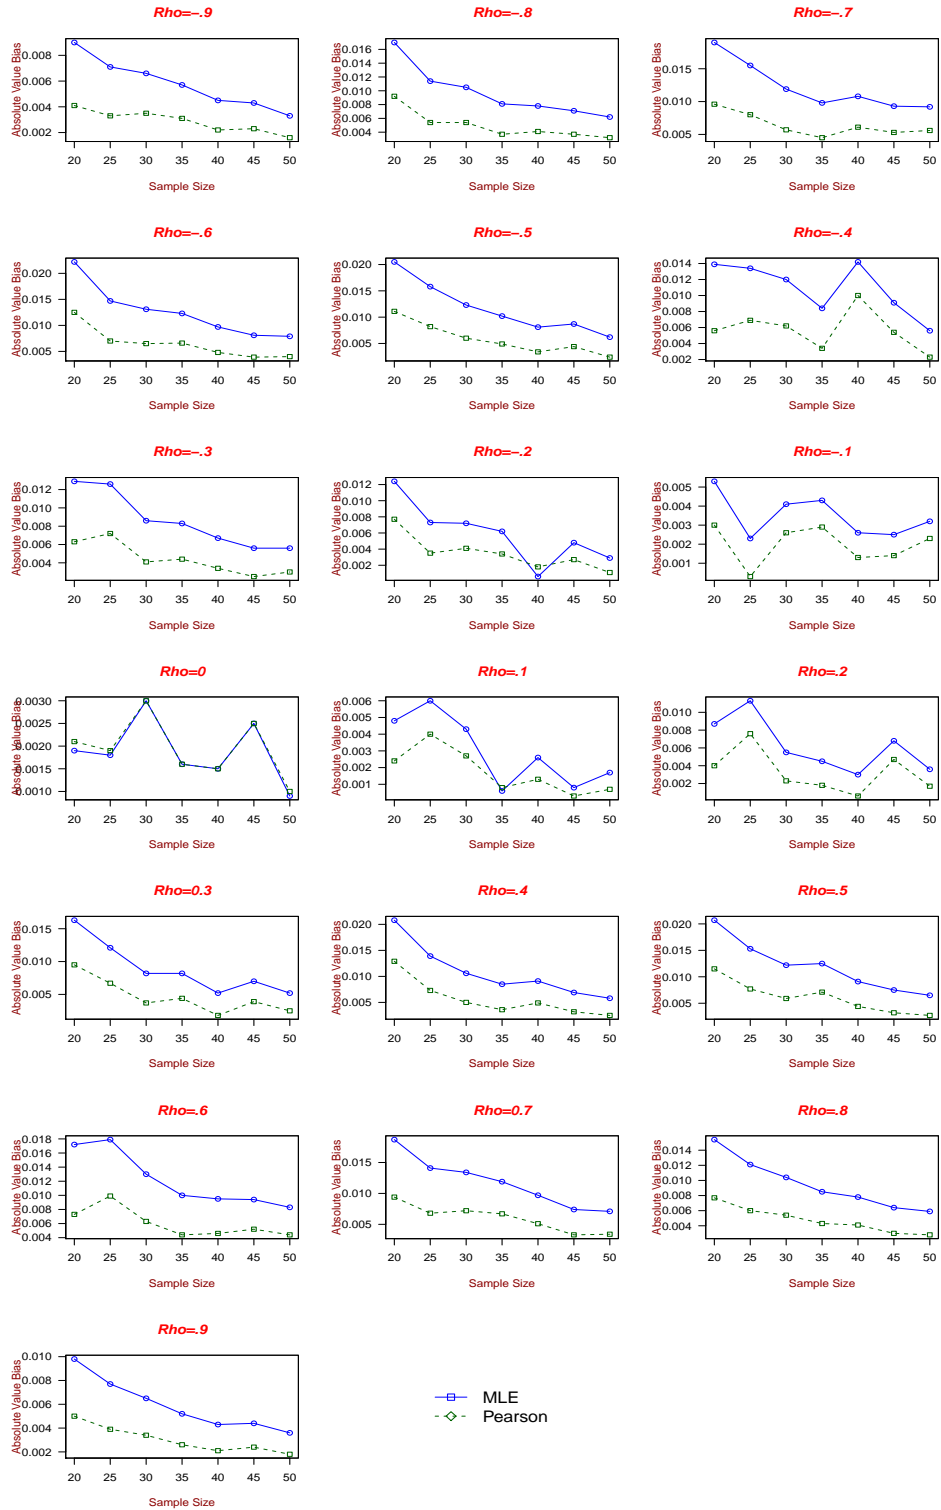 Rho=−.9 Rho=−.8 Rho=−.7
Absolute Value Bias
0.008
0.006
0.004
0.002
20 25 30 35 40 45 50
Sample Size
Absolute Value Bias
0.016
0.014
0.012
0.010
0.008
0.006
0.004
20 25 30 35 40 45 50
Sample Size
Absolute Value Bias
0.015
0.010
0.005
20 25 30 35 40 45 50
Sample Size
Rho=−.6 Rho=−.5 Rho=−.4
Absolute Value Bias
0.020
0.015
0.010
0.005
20 25 30 35 40 45 50
Sample Size
Absolute Value Bias
0.020
0.015
0.010
0.005
20 25 30 35 40 45 50
Sample Size
Absolute Value Bias
0.014
0.012
0.010
0.008
0.006
0.004
0.002
20 25 30 35 40 45 50
Sample Size
Rho=−.3 Rho=−.2 Rho=−.1
Absolute Value Bias
0.012
0.010
0.008
0.006
0.004
20 25 30 35 40 45 50
Sample Size
Absolute Value Bias
0.012
0.010
0.008
0.006
0.004
0.002
20 25 30 35 40 45 50
Sample Size
Absolute Value Bias
0.005
0.004
0.003
0.002
0.001
20 25 30 35 40 45 50
Sample Size
Rho=0 Rho=.1 Rho=.2
Absolute Value Bias
0.0030
0.0025
0.0020
0.0015
0.0010
20 25 30 35 40 45 50
Sample Size
Absolute Value Bias
0.006
0.005
0.004
0.003
0.002
0.001
20 25 30 35 40 45 50
Sample Size
Absolute Value Bias
0.010
0.008
0.006
0.004
0.002
20 25 30 35 40 45 50
Sample Size
Rho=0.3 Rho=.4 Rho=.5
Absolute Value Bias
0.015
0.010
0.005
20 25 30 35 40 45 50
Sample Size
Absolute Value Bias
0.020
0.015
0.010
0.005
20 25 30 35 40 45 50
Sample Size
Absolute Value Bias
0.020
0.015
0.010
0.005
20 25 30 35 40 45 50
Sample Size
Rho=.6 Rho=0.7 Rho=.8
Absolute Value Bias
0.018
0.016
0.014
0.012
0.010
0.008
0.006
0.004
20 25 30 35 40 45 50
Sample Size
Absolute Value Bias
0.015
0.010
0.005
20 25 30 35 40 45 50
Sample Size
Absolute Value Bias
0.014
0.012
0.010
0.008
0.006
0.004
20 25 30 35 40 45 50
Sample Size
Rho=.9
Absolute Value Bias
0.010
0.008
0.006
0.004
0.002
20 25 30 35 40 45 50
Sample Size
MLE
Pearson